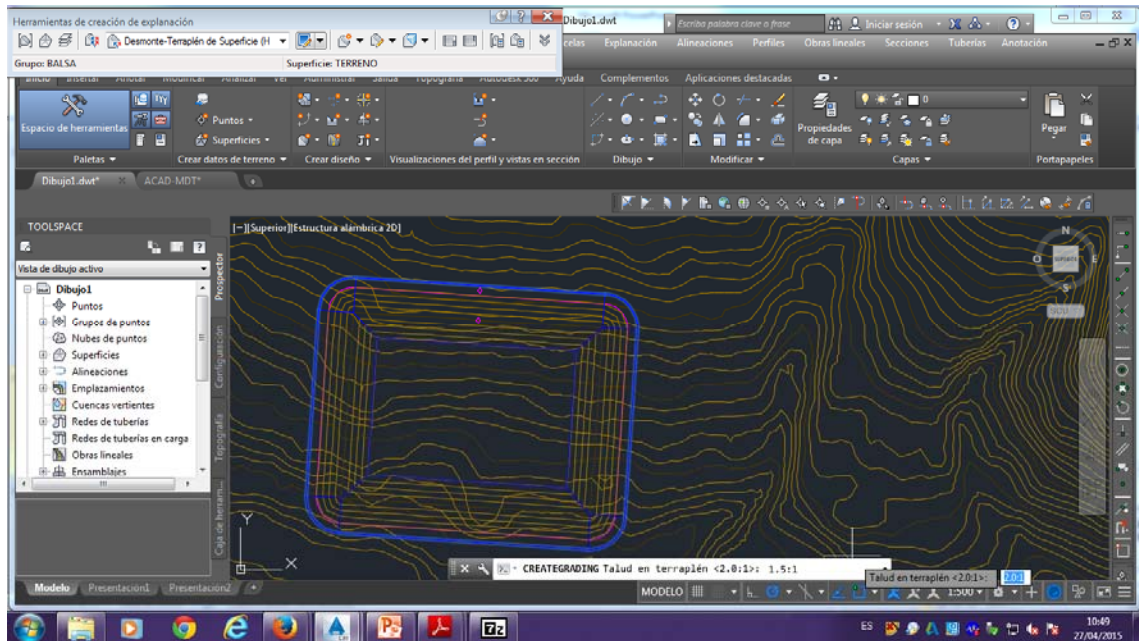 Herramientas de creación de explanación
Dibujo1.dwt
Escriba palabra clave o frase
Iniciar sesión
Desmonte-Terraplén de Superficie (H
Grupo: BALSA
Superficie: TERRENO
Explanación Alineaciones Perfiles Obras lineales Secciones Tuberías Anotación
Ayuda Complementos Aplicaciones destacadas
Espacio de herramientas
Puntos
Superficies
Propiedades de capa
0
Pegar
Paletas
Crear datos de terreno
Crear diseño
Visualizaciones del perfil y vistas en sección
Dibujo
Modificar
Capas
Portapapeles
Dibujo1.dwt*
ACAD-MDT*
TOOLSPACE
[−][Superior][Estructura alámbrica 2D]
Vista de dibujo activo
Dibujo1
Puntos
Grupos de puntos
Nubes de puntos
Superficies
Alineaciones
Emplazamientos
Cuencas vertientes
Redes de tuberías
Redes de tuberías en carga
Obras lineales
Ensamblajes
Prospector
Configuración
Topografía
Caja de herram...
N
E
S
O
Y
X
CREATEGRADING Talud en terraplén <2.0:1>: 1.5:1
Talud en terraplén <2.0:1>: 2.0:1
Modelo Presentación1 Presentación2
MODELO
1:500
ES
10:49
27/04/2015